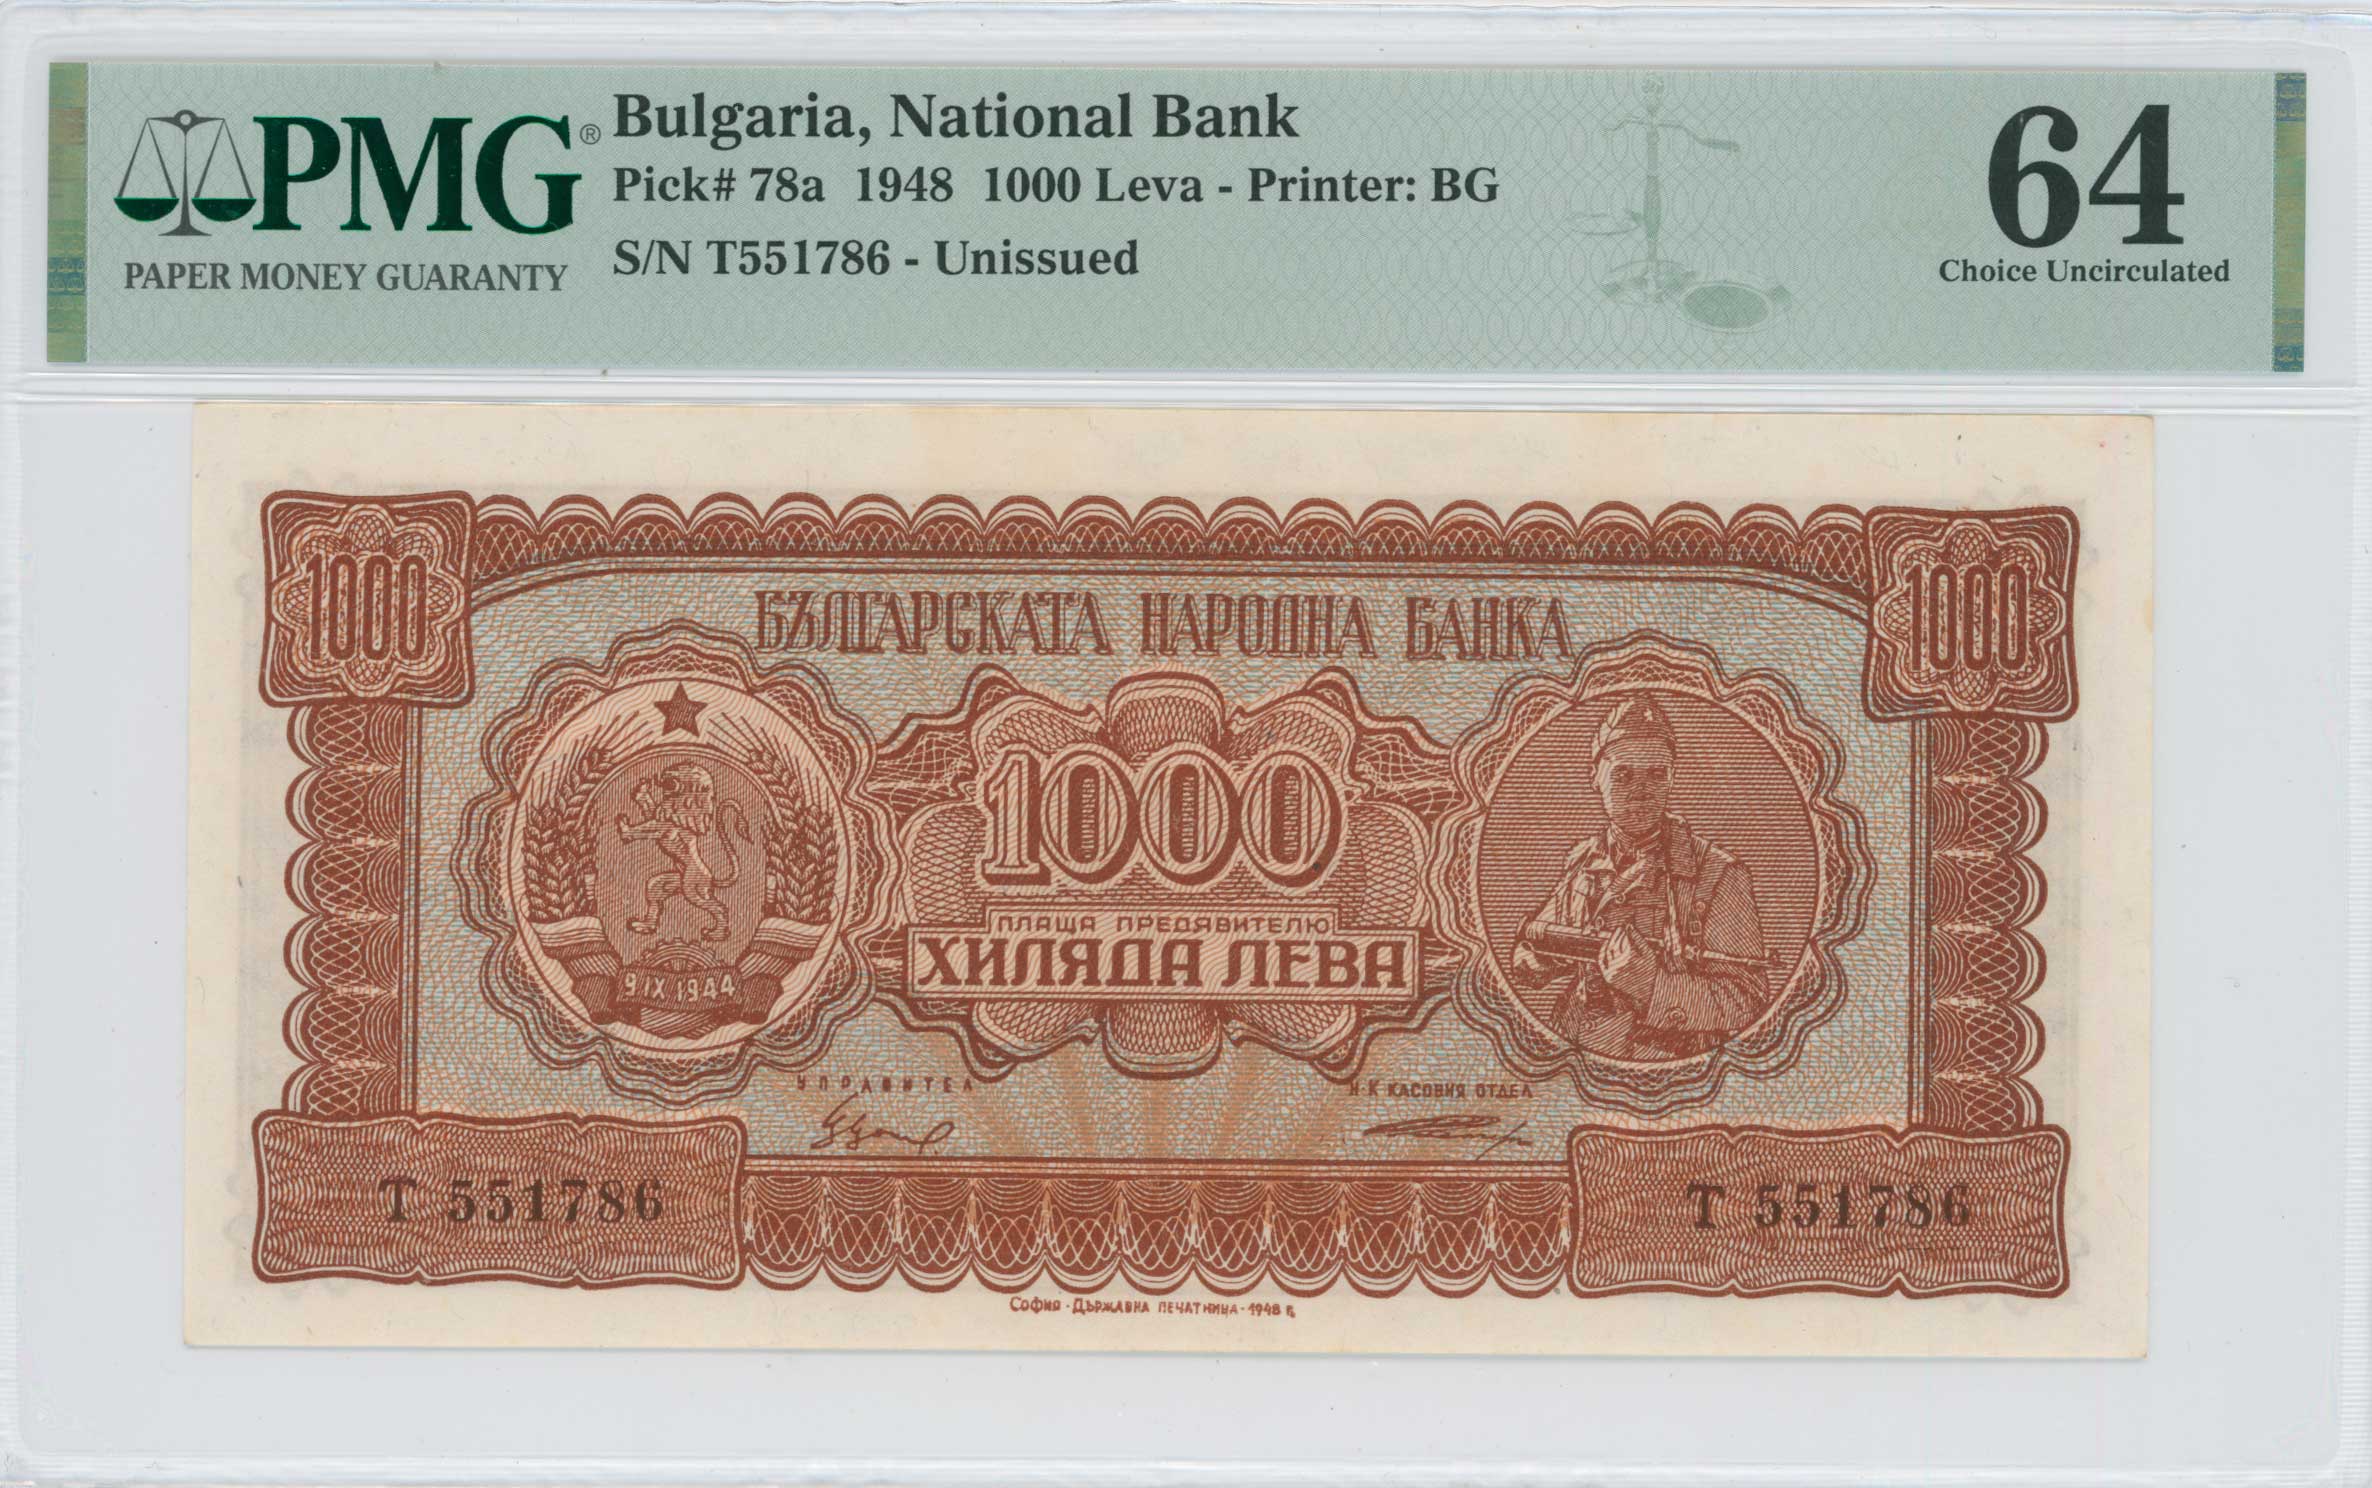 PMG®
PAPER MONEY GUARANTY
Bulgaria, National Bank
Pick# 78a 1948 1000 Leva - Printer: BG
S/N T551786 - Unissued
64
Choice Uncirculated
1000
1000
БЪЛГАРСКАТА НАРОДНА БАНКА
1000
ПЛАЩА ПРЕДЯВИТЕЛЮ
ХИЛЯДА ЛЕВА
9 IX 1944
УПРАВИТЕЛ
Н-К КАСОВИЯ ОТДЕЛ
Т 551786
Т 551786
София · Държавна печатница · 1948 г.